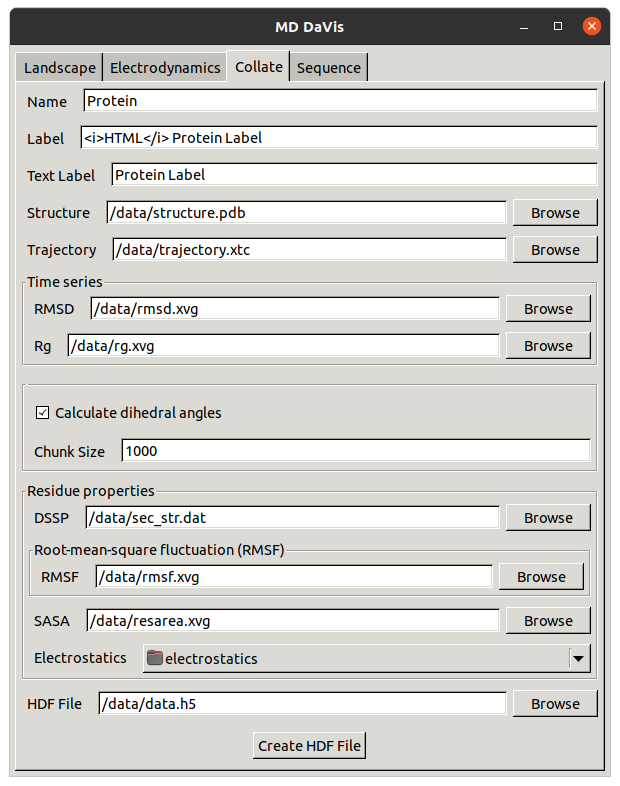 MD DaVis
Landscape Electrodynamics Collate Sequence
Name Protein
Label <i>HTML</i> Protein Label
Text Label Protein Label
Structure /data/structure.pdb Browse
Trajectory /data/trajectory.xtc Browse
Time series
RMSD /data/rmsd.xvg Browse
Rg /data/rg.xvg Browse
Calculate dihedral angles
Chunk Size 1000
Residue properties
DSSP /data/sec_str.dat Browse
Root-mean-square fluctuation (RMSF)
RMSF /data/rmsf.xvg Browse
SASA /data/resarea.xvg Browse
Electrostatics electrostatics
HDF File /data/data.h5 Browse
Create HDF File